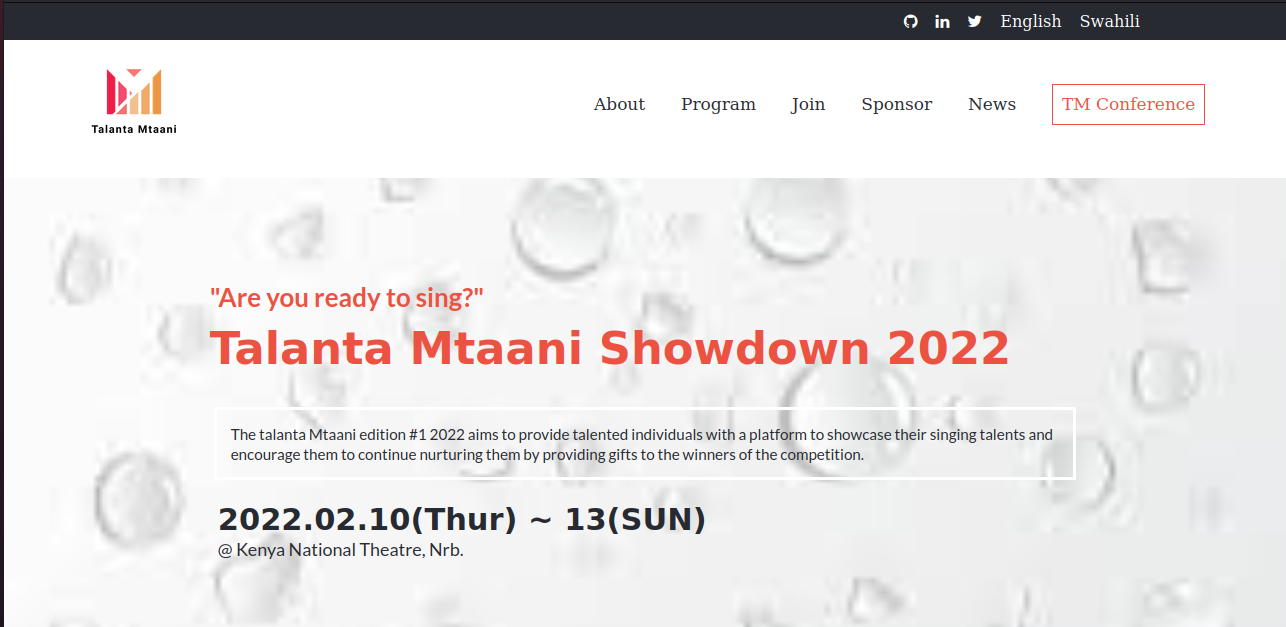 English Swahili
Talanta Mtaani
About Program Join Sponsor News TM Conference
"Are you ready to sing?"
Talanta Mtaani Showdown 2022
The talanta Mtaani edition #1 2022 aims to provide talented individuals with a platform to showcase their singing talents and
encourage them to continue nurturing them by providing gifts to the winners of the competition.
2022.02.10(Thur) ~ 13(SUN)
@ Kenya National Theatre, Nrb.